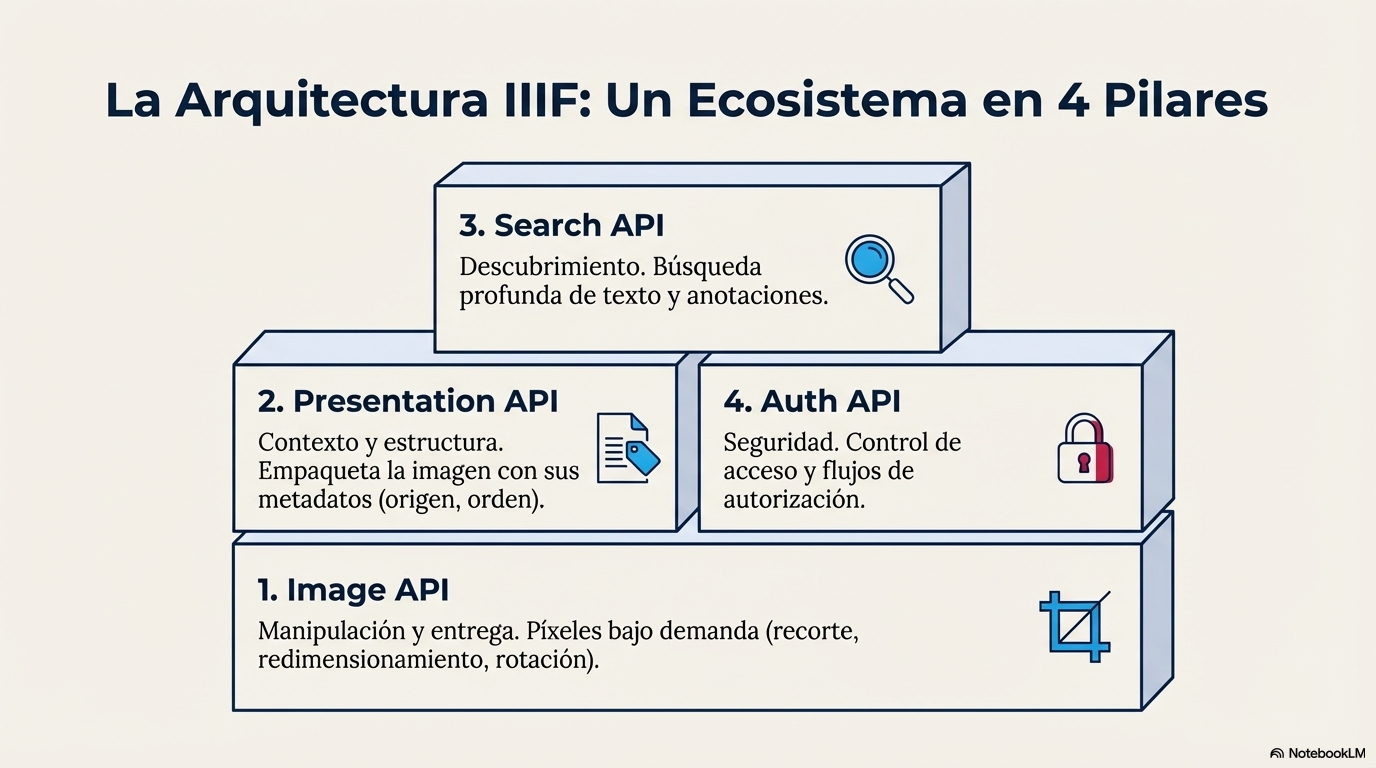 La Arquitectura IIIF: Un Ecosistema en 4 Pilares
3. Search API
Descubrimiento. Búsqueda
profunda de texto y anotaciones.
2. Presentation API
Contexto y estructura.
Empaqueta la imagen con sus
metadatos (origen, orden).
4. Auth API
Seguridad. Control de
acceso y flujos de
autorización.
1. Image API
Manipulación y entrega. Píxeles bajo demanda (recorte,
redimensionamiento, rotación).
NotebookLM